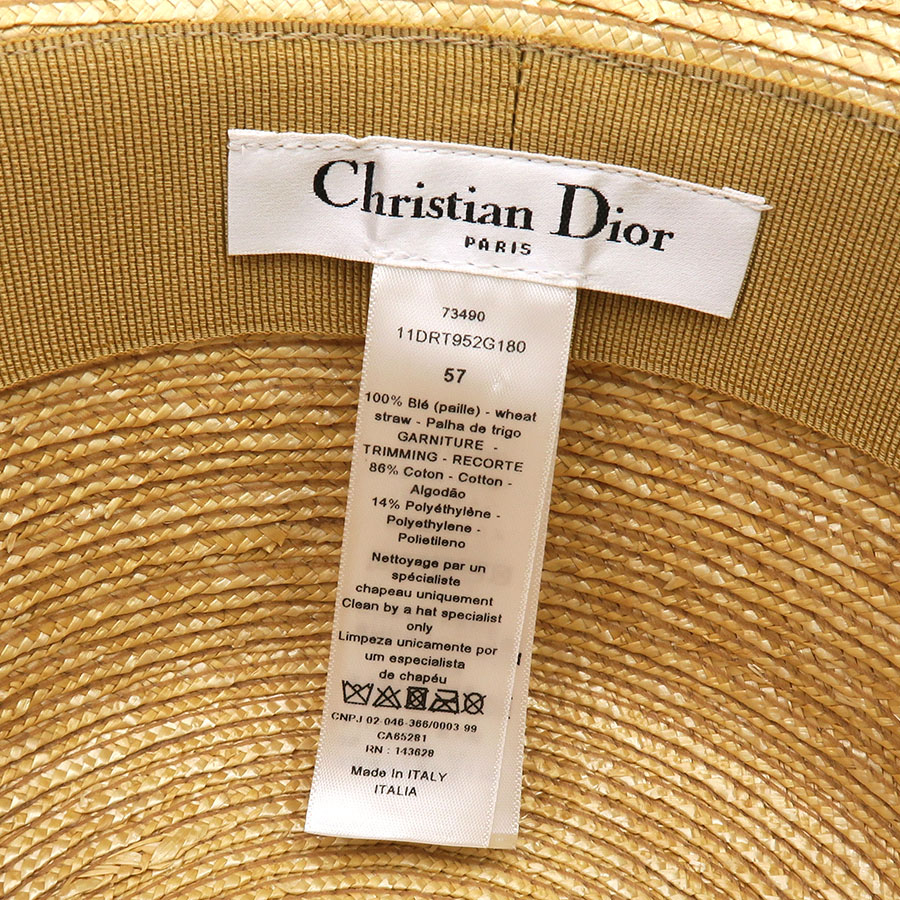 Christian Dior
PARIS
73490
11DRT952G180
57
100% Blé (paille) - wheat
straw - Palha de trigo
GARNITURE -
TRIMMING - RECORTE
86% Coton - Cotton -
Algodão
14% Polyéthylène -
Polyethylene -
Polietileno
Nettoyage par un
spécialiste
chapeau uniquement
Clean by a hat specialist
only
Limpeza unicamente por
um especialista
de chapéu
CNPJ 02-046-366/0003 99
CA65281
RN : 143628
Made In ITALY
ITALIA